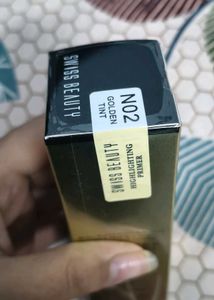 SWISS BEAUTY
N02
GOLDEN
TINT
SWISS BEAUTY
HIGHLIGHTING
PRIMER